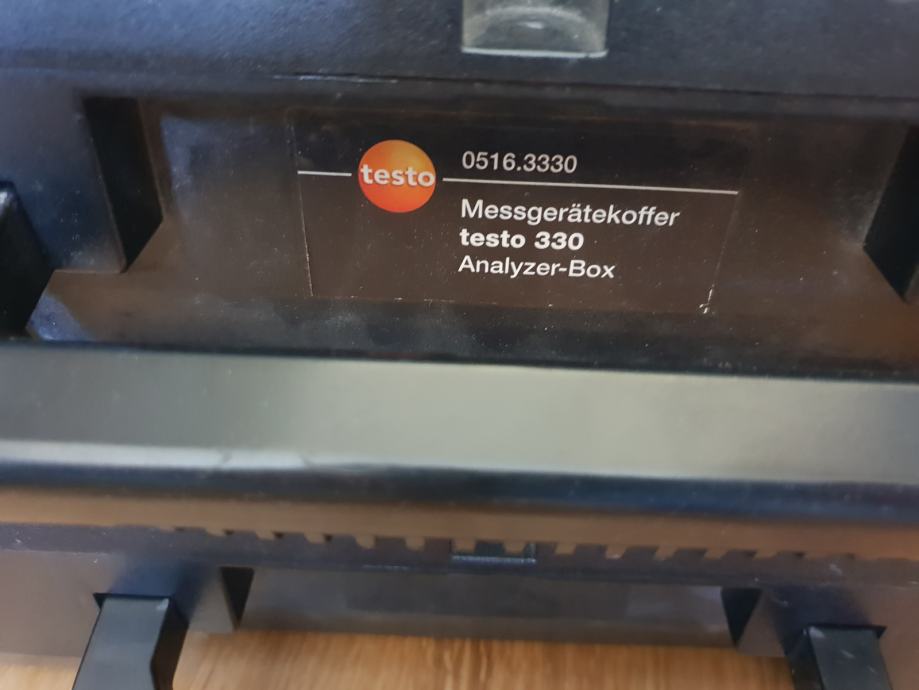 testo
0516.3330
Messgerätekoffer
testo 330
Analyzer-Box